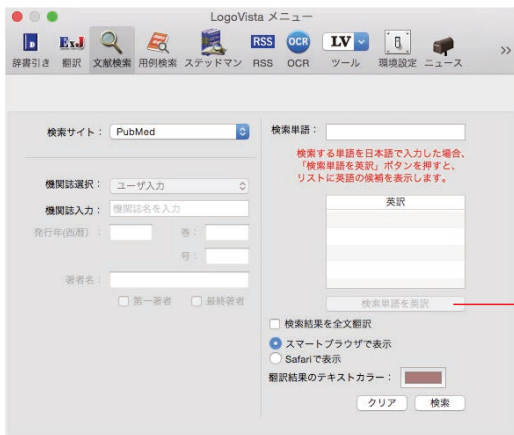 LogoVista メニュー
ExJ RSS OCR LV
辞書引き 翻訳 文献検索 用例検索 ステッドマン RSS OCR ツール 環境設定 ニュース
検索サイト： PubMed
機関誌選択： ユーザ入力
機関誌入力： 機関誌名を入力
発行年(西暦)： 巻：
号：
著者名：
第一著者 最終著者
検索単語：
検索する単語を日本語で入力した場合、
「検索単語を英訳」ボタンを押すと、
リストに英語の候補を表示します。
英訳
検索単語を英訳
検索結果を全文翻訳
スマートブラウザで表示
Safariで表示
翻訳結果のテキストカラー：
クリア 検索